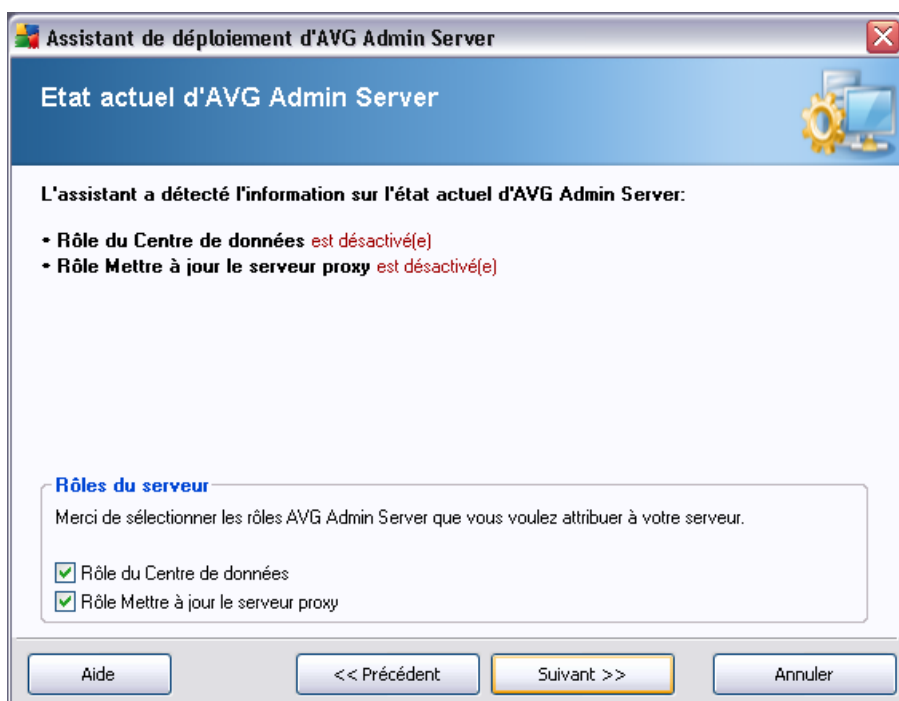 Assistant de déploiement d'AVG Admin Server
Etat actuel d'AVG Admin Server
L'assistant a détecté l'information sur l'état actuel d'AVG Admin Server:
• Rôle du Centre de données est désactivé(e)
• Rôle Mettre à jour le serveur proxy est désactivé(e)
Rôles du serveur
Merci de sélectionner les rôles AVG Admin Server que vous voulez attribuer à votre serveur.
Rôle du Centre de données
Rôle Mettre à jour le serveur proxy
Aide
<< Précédent
Suivant >>
Annuler